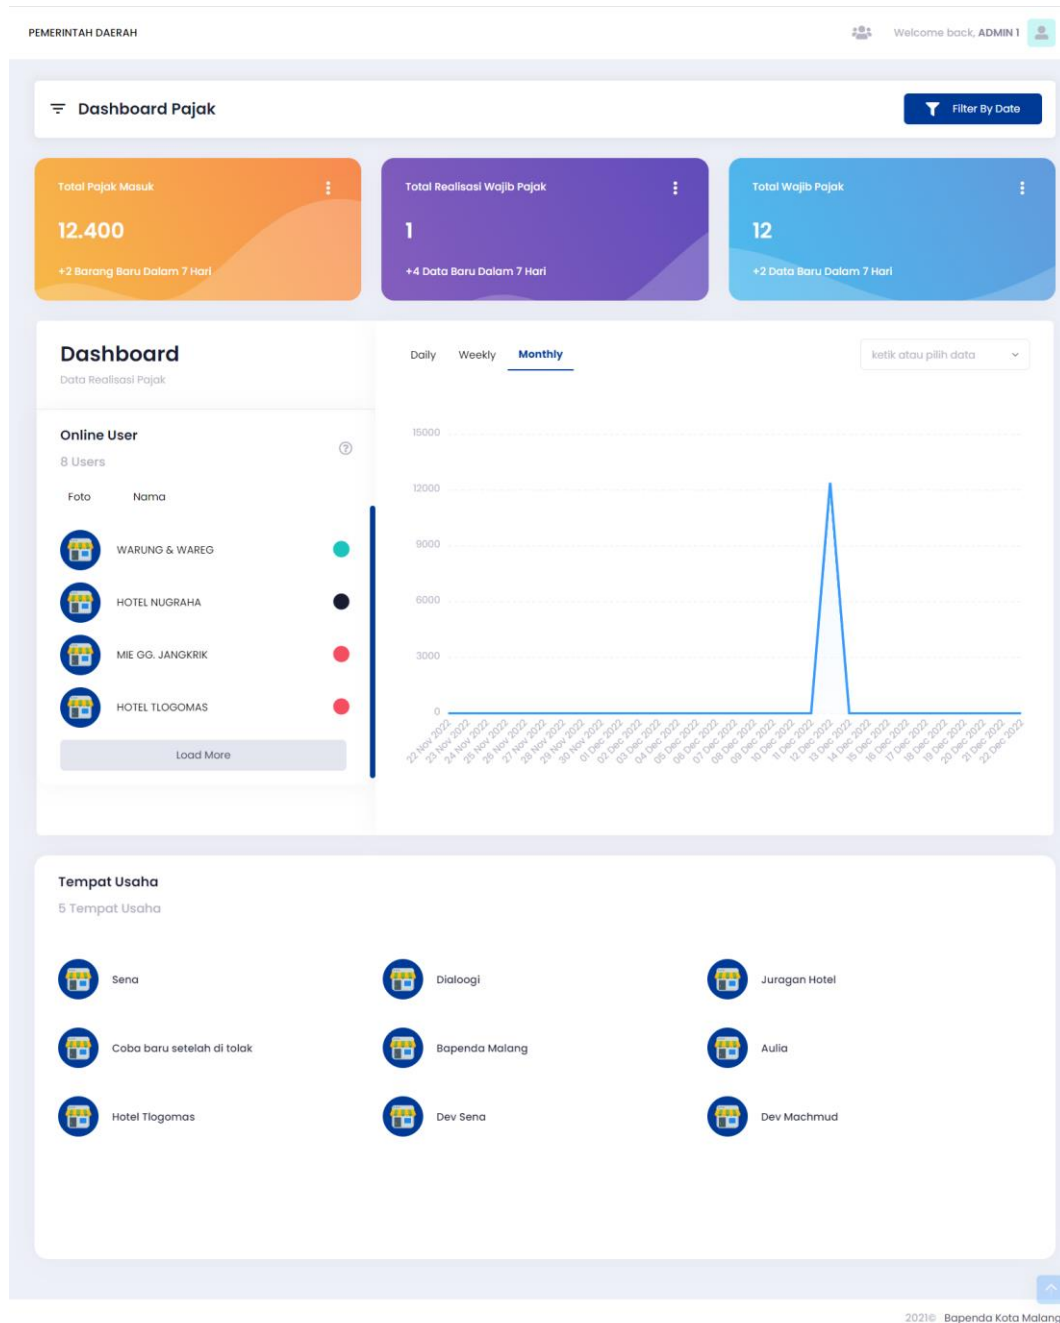 PEMERINTAH DAERAH
Welcome back, ADMIN 1
Dashboard Pajak
Filter By Date
Total Pajak Masuk
12.400
+2 Barang Baru Dalam 7 Hari
Total Realisasi Wajib Pajak
1
+4 Data Baru Dalam 7 Hari
Total Wajib Pajak
12
+2 Data Baru Dalam 7 Hari
Dashboard
Data Realisasi Pajak
Online User
8 Users
Foto Nama
WARUNG & WAREG
HOTEL NUGRAHA
MIE GG. JANGKRIK
HOTEL TLOGOMAS
Load More
Daily Weekly Monthly
ketik atau pilih data
15000
12000
9000
6000
3000
0
22 Nov 2022
23 Nov 2022
24 Nov 2022
25 Nov 2022
26 Nov 2022
27 Nov 2022
28 Nov 2022
29 Nov 2022
30 Nov 2022
01 Dec 2022
02 Dec 2022
03 Dec 2022
04 Dec 2022
05 Dec 2022
06 Dec 2022
07 Dec 2022
08 Dec 2022
09 Dec 2022
10 Dec 2022
11 Dec 2022
12 Dec 2022
13 Dec 2022
14 Dec 2022
15 Dec 2022
16 Dec 2022
17 Dec 2022
18 Dec 2022
19 Dec 2022
20 Dec 2022
21 Dec 2022
22 Dec 2022
Tempat Usaha
5 Tempat Usaha
Sena
Dialoogi
Juragan Hotel
Coba baru setelah di tolak
Bapenda Malang
Aulia
Hotel Tlogomas
Dev Sena
Dev Machmud
2021© Bapenda Kota Malang